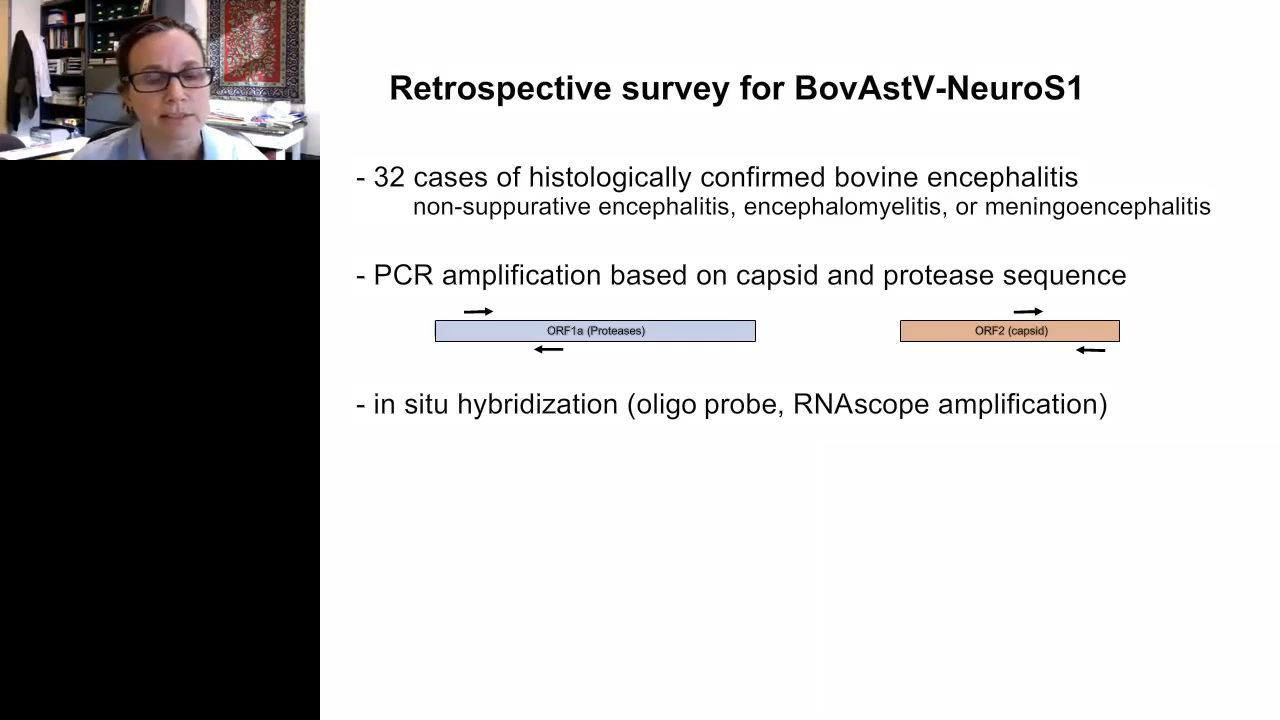 Retrospective survey for BovAstV-NeuroS1
- 32 cases of histologically confirmed bovine encephalitis
non-suppurative encephalitis, encephalomyelitis, or meningoencephalitis
- PCR amplification based on capsid and protease sequence
ORF1a (Proteases)
ORF2 (capsid)
- in situ hybridization (oligo probe, RNAscope amplification)